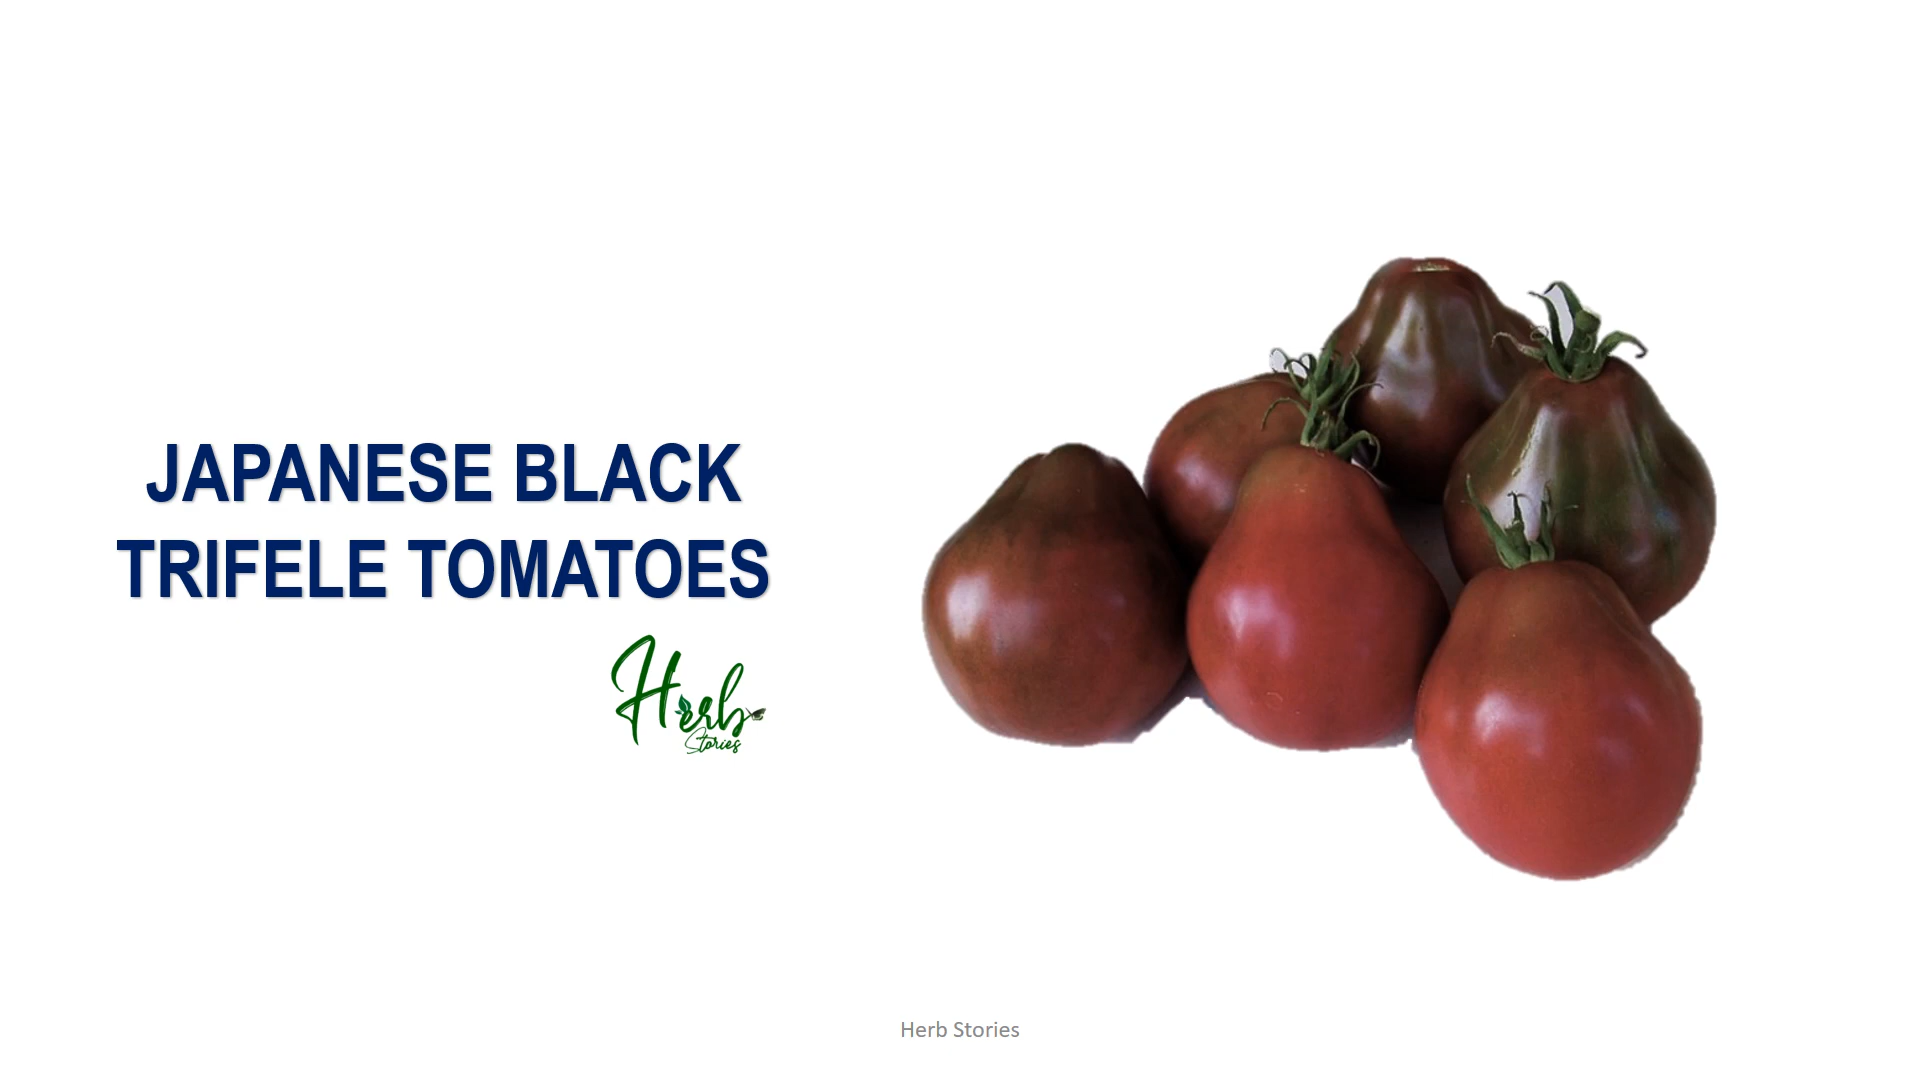 JAPANESE BLACK
TRIFELE TOMATOES
Herb
Stories
Herb Stories